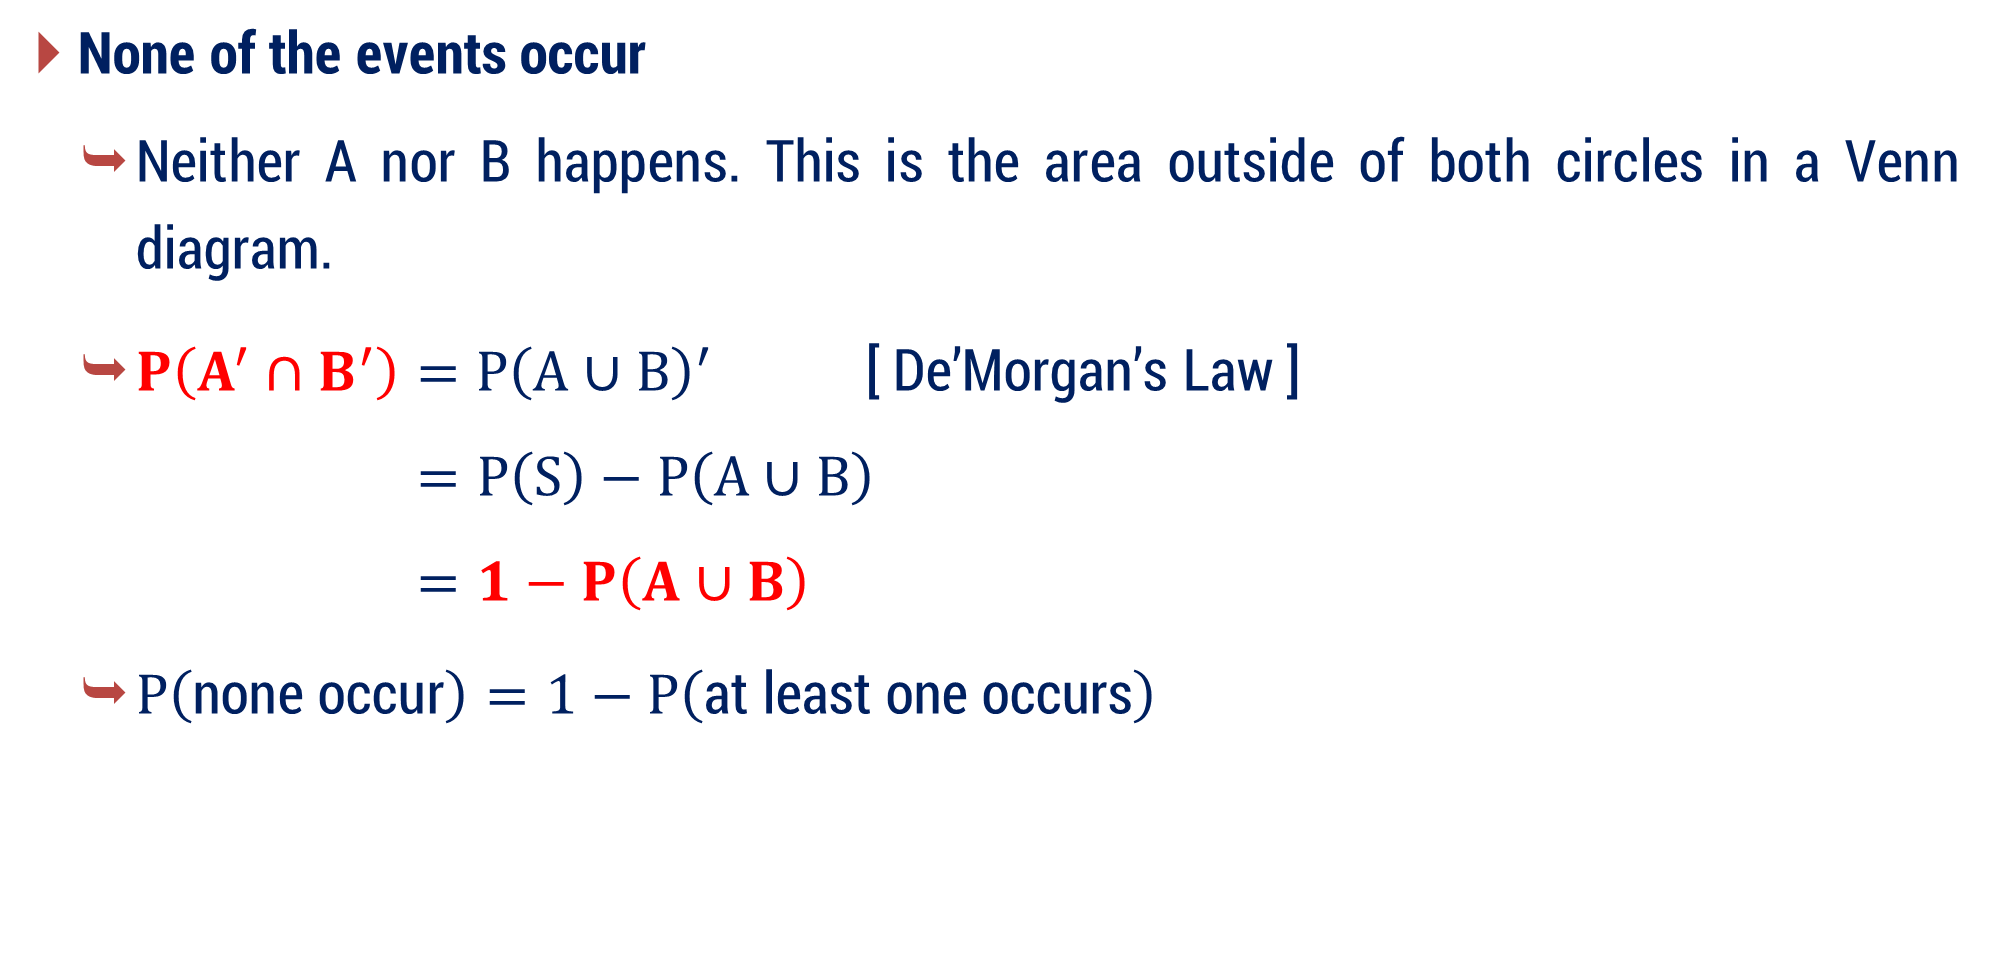 None of the events occur
Neither A nor B happens. This is the area outside of both circles in a Venn
diagram.
P(A′ ∩ B′) = P(A ∪ B)′ [ De’Morgan’s Law ]
= P(S) − P(A ∪ B)
= 1 − P(A ∪ B)
P(none occur) = 1 − P(at least one occurs)